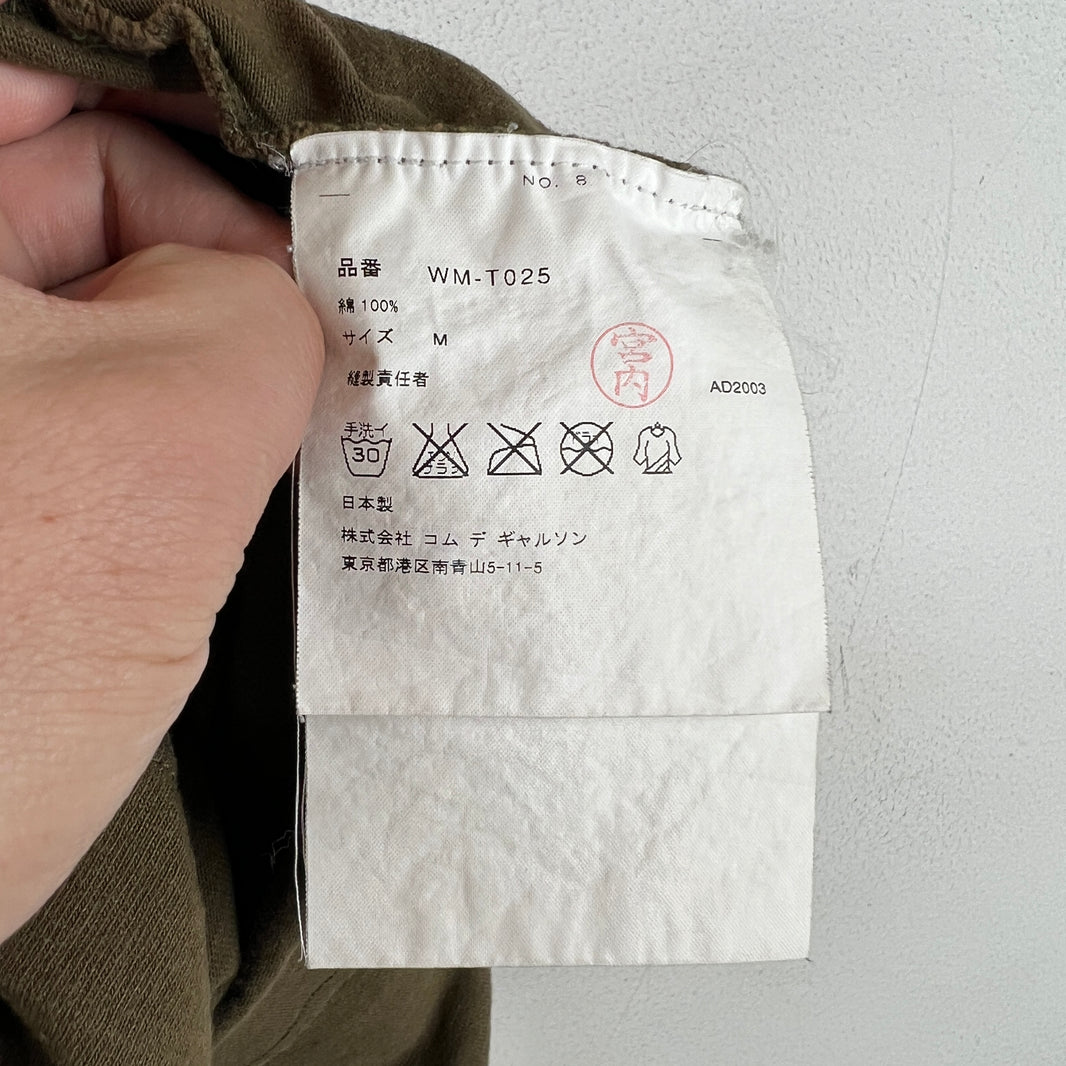 NO. 8
品番 WM-T025
綿 100%
サイズ M
縫製責任者
宮内
AD2003
手洗イ
30
日本製
株式会社 コム デ ギャルソン
東京都港区南青山5-11-5